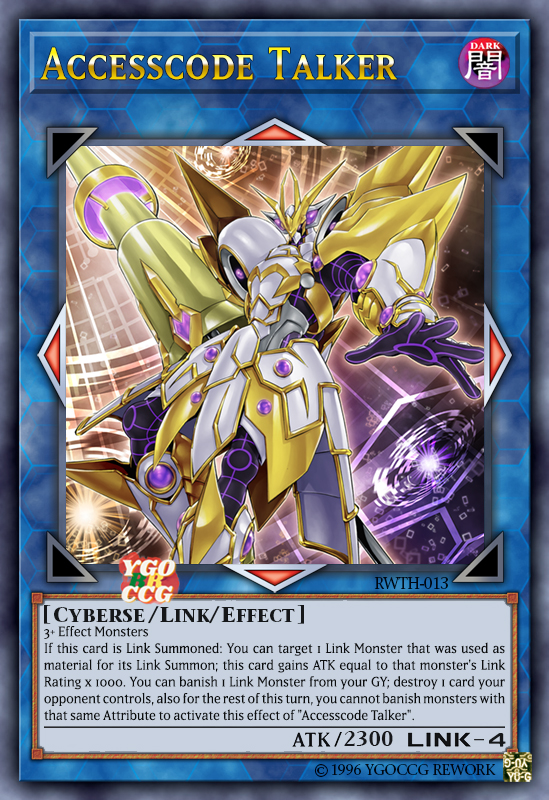 ACCESSCODE TALKER
DARK
闇
YGO
CCG
RWTH-013
[CYBERSE/LINK/EFFECT]
3+ Effect Monsters
If this card is Link Summoned: You can target 1 Link Monster that was used as
material for its Link Summon; this card gains ATK equal to that monster's Link
Rating x 1000. You can banish 1 Link Monster from your GY; destroy 1 card your
opponent controls, also for the rest of this turn, you cannot banish monsters with
that same Attribute to activate this effect of "Accesscode Talker".
ATK/2300 LINK-4
© 1996 YGOCCG REWORK